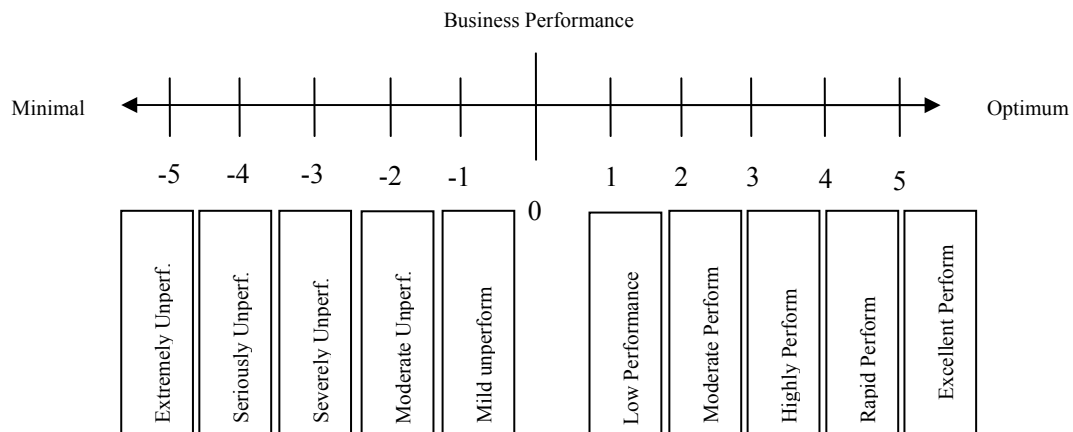 Business Performance
Minimal
Optimum
-5 -4 -3 -2 -1 0 1 2 3 4 5
Extremely Unperf.
Seriously Unperf.
Severely Unperf.
Moderate Unperf.
Mild unperform
Low Performance
Moderate Perform
Highly Perform
Rapid Perform
Excellent Perform